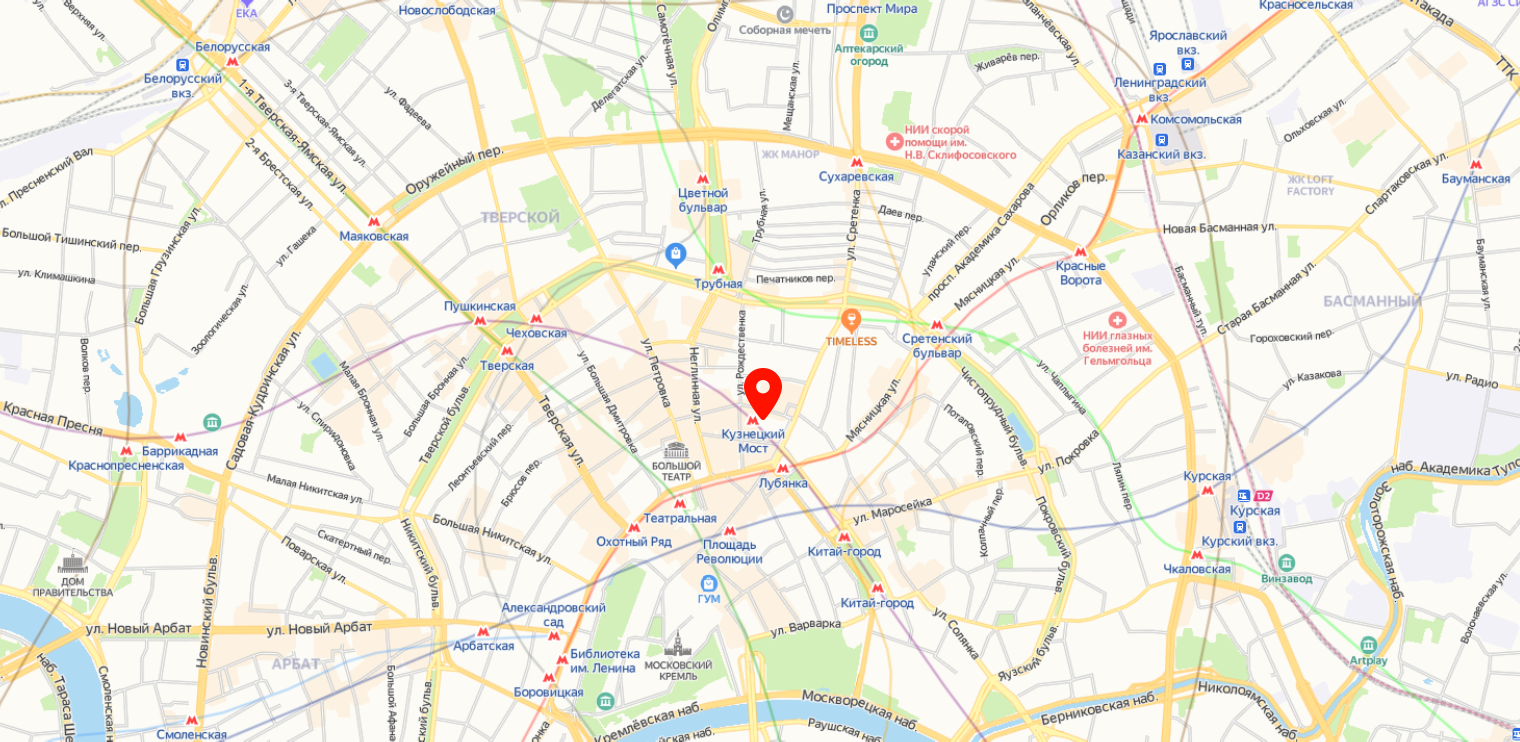 ЕКА
Новослободская
Проспект Мира
Соборная мечеть
Аптекарский
огород
Красносельская
Белорусская
Белорусский
вкз.
Самотёчная ул.
Делегатская ул.
Мещанская ул.
Живарёв пер.
Ярославский
вкз.
Ленинградский
вкз.
ТТК
3-я Тверская-Ямская ул.
ул. Фадеева
1-я Тверская-Ямская ул.
2-я Брестская ул.
Оружейный пер.
НИИ скорой
помощи им.
Н.В. Склифосовского
ЖК МАНОР
Сухаревская
Комсомольская
Казанский вкз.
Ольховская ул.
ЖК LOFT
FACTORY
Спартаковская ул.
Бауманская
Цветной
бульвар
ТВЕРСКОЙ
Трубная ул.
ул. Сретенка
Даев пер.
Уланский пер.
просп. Академика Сахарова
Орликов пер.
Новая Басманная ул.
Маяковская
Большой Тишинский пер.
ул. Климашкина
Большая Грузинская ул.
ул. Гашека
Зоологическая ул.
Печатников пер.
Трубная
Мясницкая ул.
Красные
Ворота
Басманный туп.
Старая Басманная ул.
Бауманская ул.
БАСМАННЫЙ
Пушкинская
Чеховская
Тверская
TIMELESS
Сретенский
бульвар
НИИ глазных
болезней им.
Гельмгольца
Гороховский пер.
Волков пер.
Садовая-Кудринская ул.
Малая Бронная ул.
Большая Бронная ул.
Тверской бульв.
ул. Большая Дмитровка
ул. Петровка
Неглинная ул.
ул. Рождественка
Чистопрудный бульв.
ул. Чаплыгина
ул. Казакова
ул. Радио
Красная Пресня
Баррикадная
Краснопресненская
ул. Спиридоновка
Леонтьевский пер.
Брюсов пер.
Тверская ул.
Кузнецкий
Мост
Мясницкая ул.
Потаповский пер.
ул. Покровка
Лялин пер.
БОЛЬШОЙ
ТЕАТР
Лубянка
Малая Никитская ул.
Курская
D2
Курская
Курский вкз.
Золоторожская наб.
Театральная
Охотный Ряд
Площадь
Революции
ул. Маросейка
Колпачный пер.
Покровский бульв.
Китай-город
Большая Никитская ул.
Никитский бульв.
Скатертный пер.
Поварская ул.
Чкаловская
Винзавод
ДОМ
ПРАВИТЕЛЬСТВА
ГУМ
Китай-город
Новинский бульв.
ул. Новый Арбат
ул. Новый Арбат
Александровский
сад
Арбатская
Библиотека
им. Ленина
Боровицкая
МОСКОВСКИЙ
КРЕМЛЬ
ул. Варварка
ул. Солянка
Яузский бульв.
Волочаевская ул.
Artplay
АРБАТ
Смоленская
Кремлёвская наб.
Москворецкая наб.
Раушская наб.
Берниковская наб.
Николоямская наб.